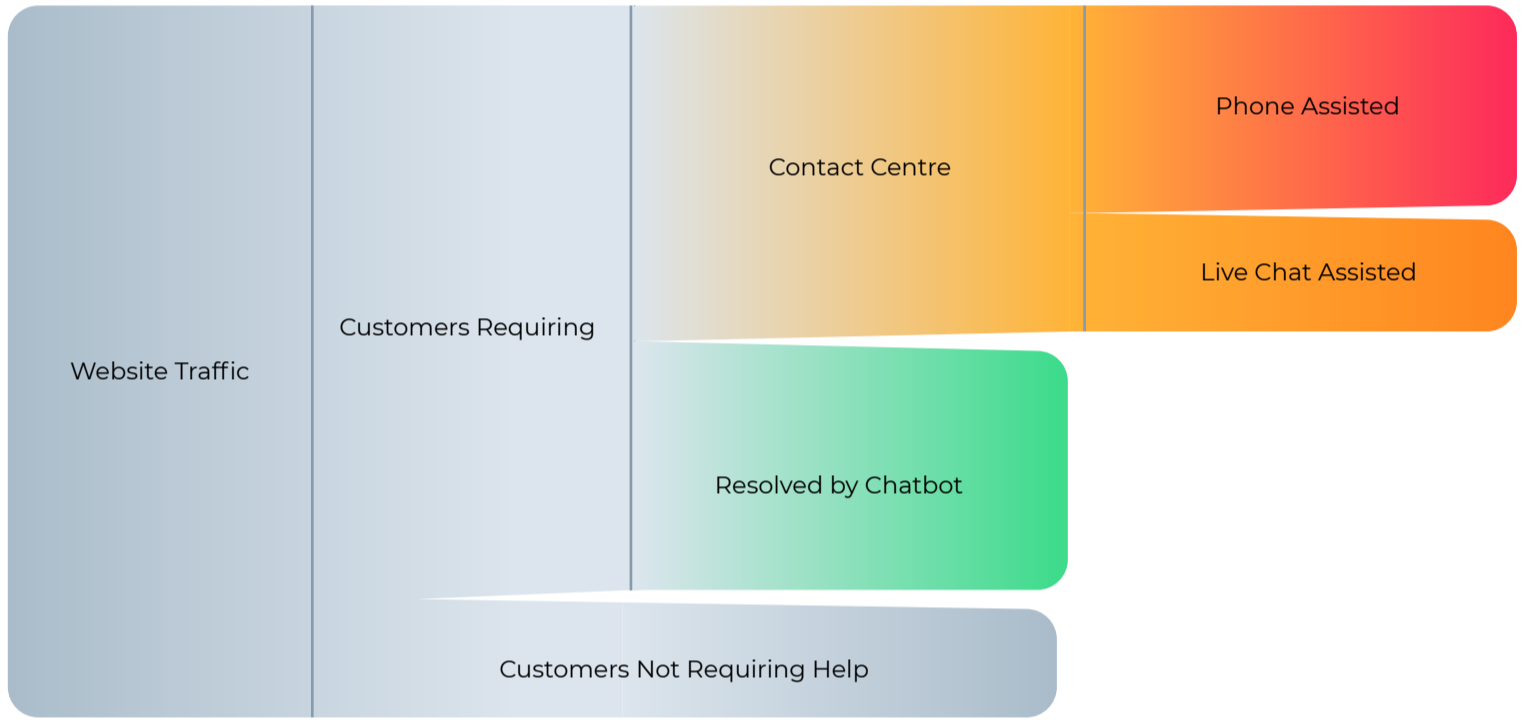 Phone Assisted
Contact Centre
Live Chat Assisted
Customers Requiring
Website Traffic
Resolved by Chatbot
Customers Not Requiring Help